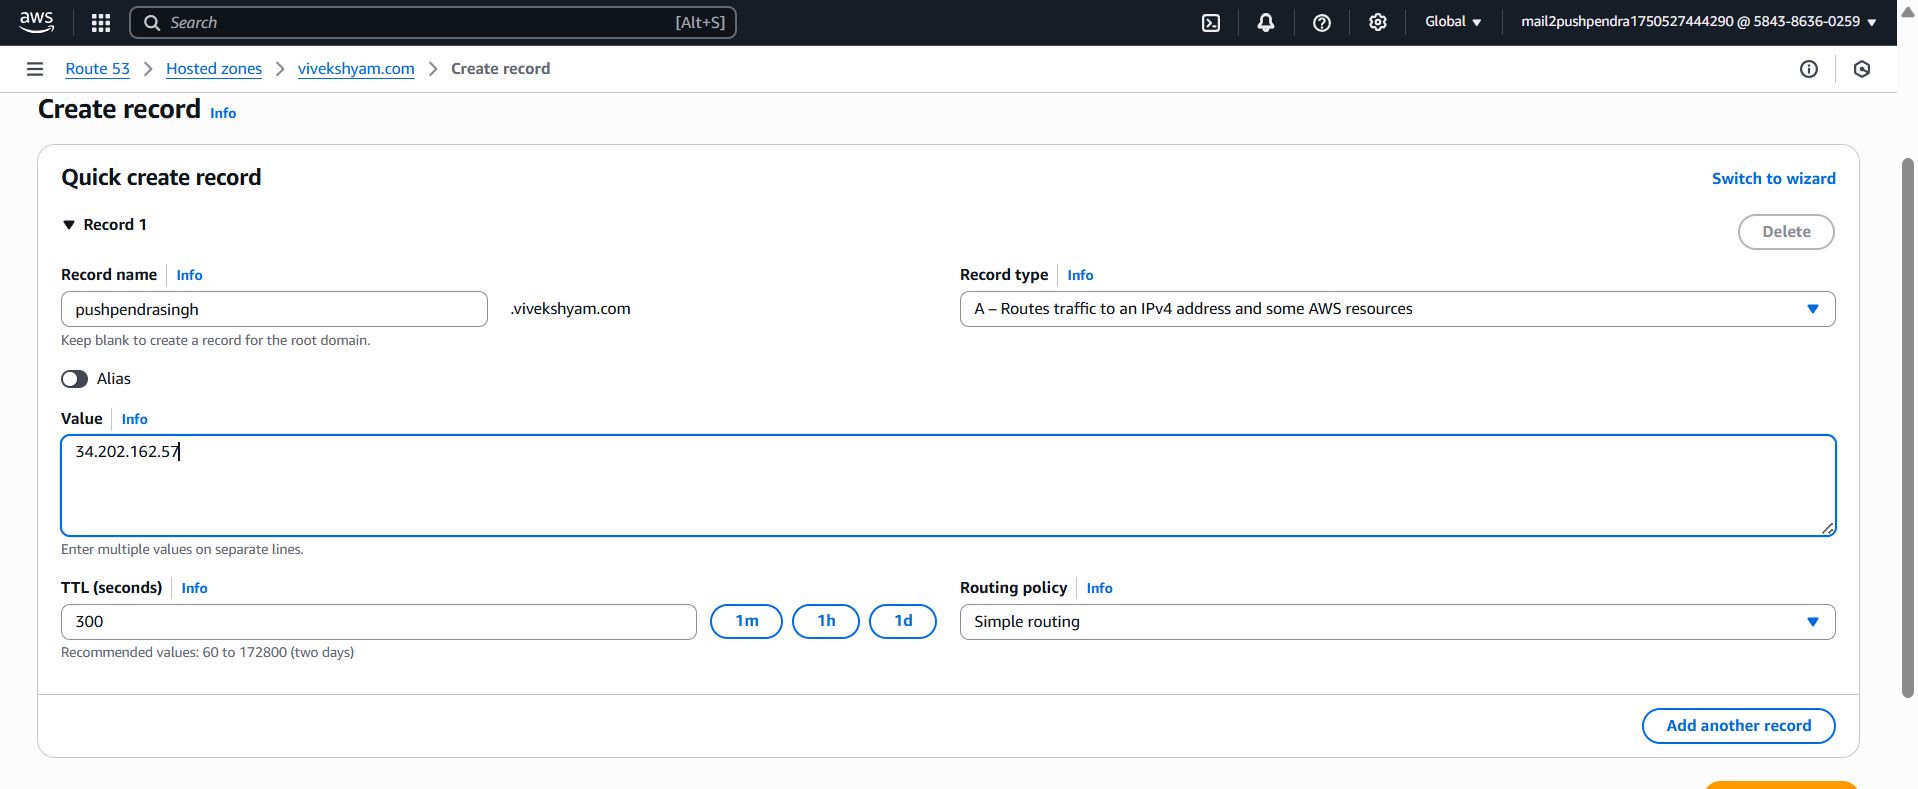 aws
Search [Alt+S]
Global
mail2pushpendra1750527444290 @ 5843-8636-0259
Route 53 Hosted zones vivekshyam.com Create record
Create record Info
Quick create record
Switch to wizard
Record 1
Delete
Record name Info
Record type Info
pushpendrasingh .vivekshyam.com
A – Routes traffic to an IPv4 address and some AWS resources
Keep blank to create a record for the root domain.
Alias
Value Info
34.202.162.57
Enter multiple values on separate lines.
TTL (seconds) Info
Routing policy Info
300 1m 1h 1d
Simple routing
Recommended values: 60 to 172800 (two days)
Add another record